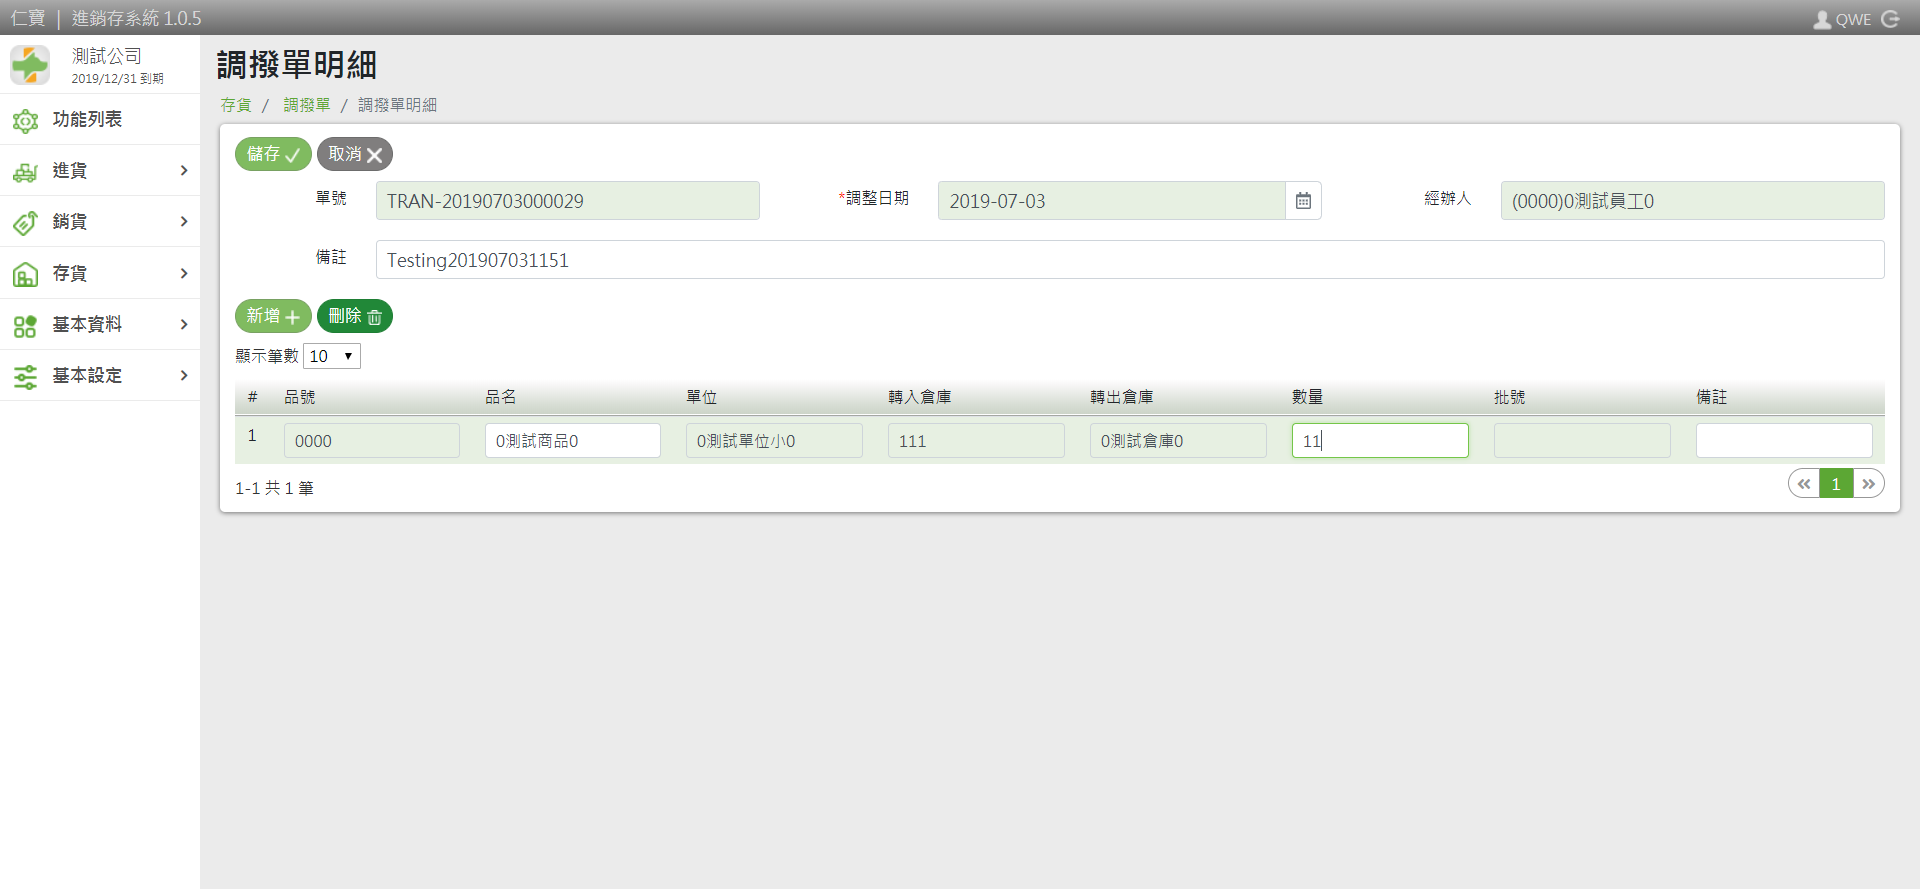 仁寶 | 進銷存系統 1.0.5
QWE
測試公司
2019/12/31 到期
功能列表
進貨
銷貨
存貨
基本資料
基本設定
調撥單明細
存貨 / 調撥單 / 調撥單明細
儲存 取消
單號 TRAN-20190703000029 *調整日期 2019-07-03 經辦人 (0000)0測試員工0
備註 Testing201907031151
新增 刪除
顯示筆數 10
# 品號 品名 單位 轉入倉庫 轉出倉庫 數量 批號 備註
1 0000 0測試商品0 0測試單位小0 111 0測試倉庫0 11
1-1 共 1 筆
« 1 »